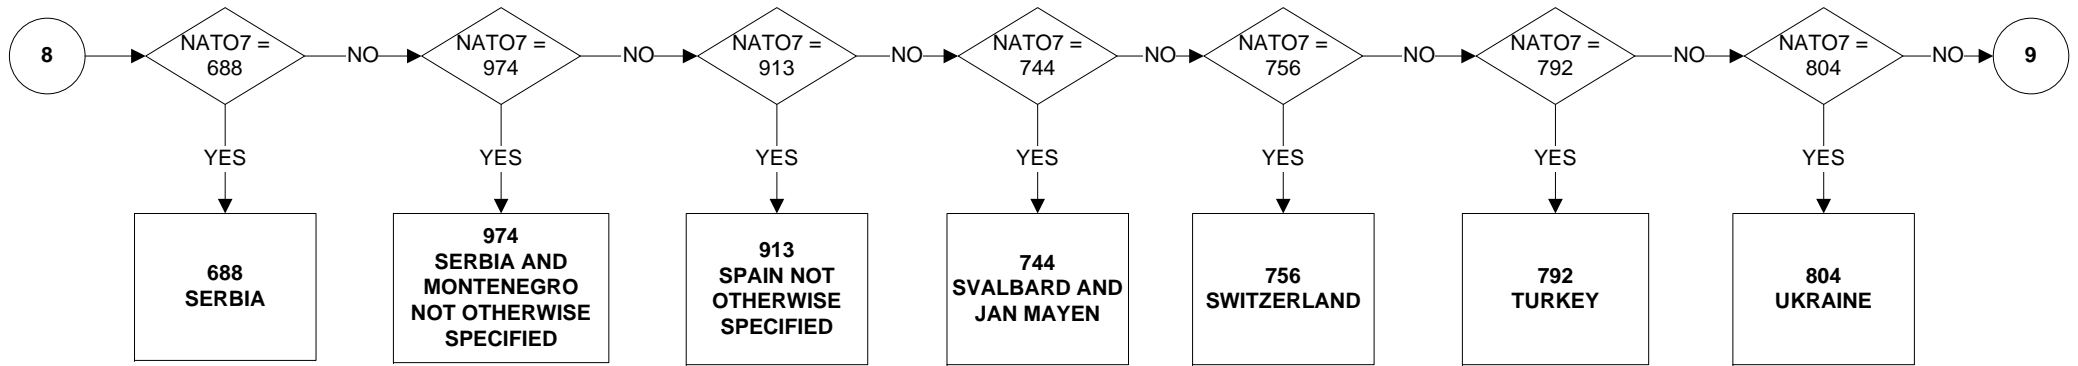 8
NATO7 =
688
NO
NATO7 =
974
NO
NATO7 =
913
NO
NATO7 =
744
NO
NATO7 =
756
NO
NATO7 =
792
NO
NATO7 =
804
NO
9
YES
YES
YES
YES
YES
YES
YES
688
SERBIA
974
SERBIA AND
MONTENEGRO
NOT OTHERWISE
SPECIFIED
913
SPAIN NOT
OTHERWISE
SPECIFIED
744
SVALBARD AND
JAN MAYEN
756
SWITZERLAND
792
TURKEY
804
UKRAINE